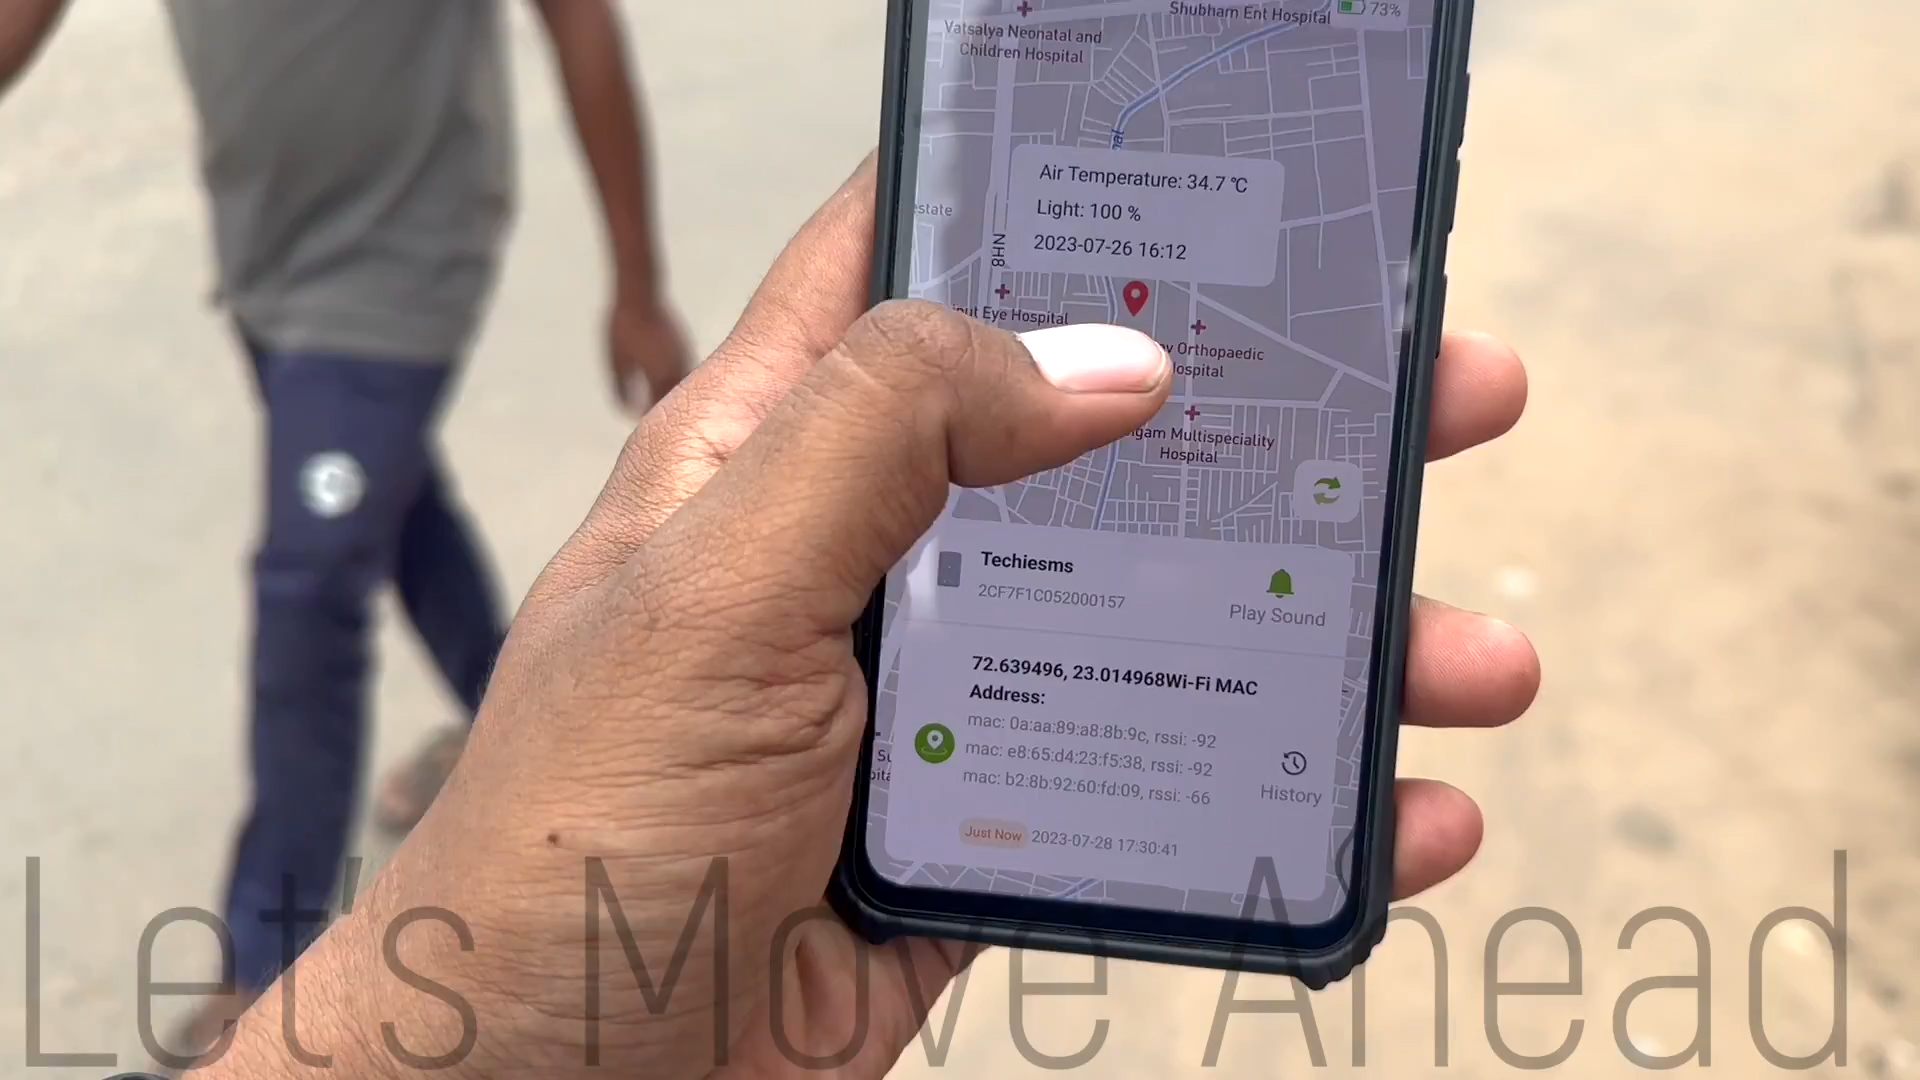 Shubham Ent Hospital
73%
Vatsalya Neonatal and
Children Hospital
Air Temperature: 34.7 ℃
Light: 100 %
2023-07-26 16:12
NH8
Eye Hospital
Orthopaedic
Multispeciality
Hospital
Techiesms
2CF7F1C052000157
Play Sound
72.639496, 23.014968Wi-Fi MAC
Address:
mac: 0a:aa:89:a8:8b:9c, rssi: -92
mac: e8:65:d4:23:f5:38, rssi: -92
mac: b2:8b:92:60:fd:09, rssi: -66
History
Just Now 2023-07-28 17:30:41
Let's Move Ahead